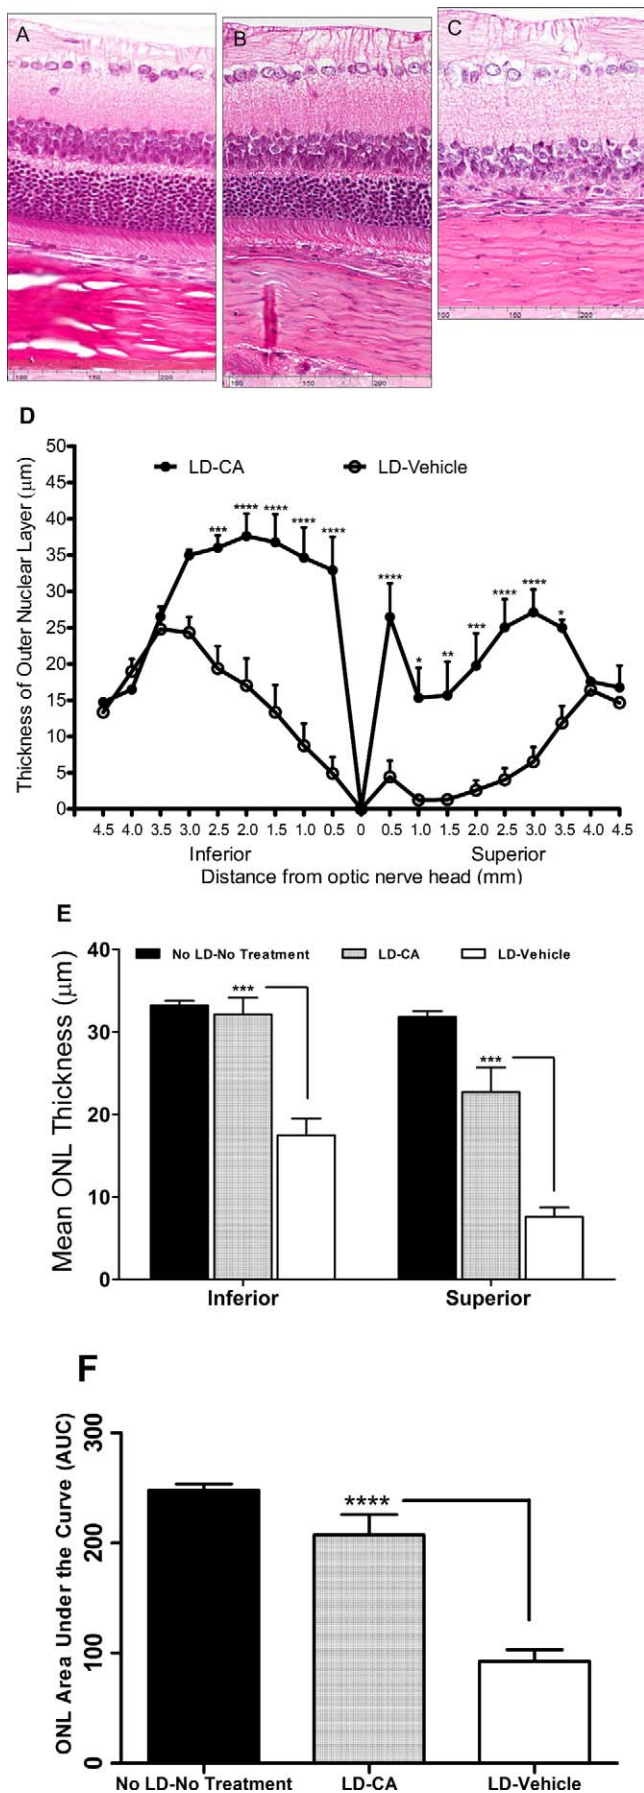 A
B
C
100 150 200
100 150 200
100 150 200
D
LD-CA LD-Vehicle
Thickness of Outer Nuclear Layer (μm)
50
45
40
35
30
25
20
15
10
5
0
*** **** **** **** **** **** * ** *** **** **** *
4.5 4.0 3.5 3.0 2.5 2.0 1.5 1.0 0.5 0 0.5 1.0 1.5 2.0 2.5 3.0 3.5 4.0 4.5
Inferior Superior
Distance from optic nerve head (mm)
E
No LD-No Treatment LD-CA LD-Vehicle
Mean ONL Thickness (μm)
40
30
20
10
0
*** ***
Inferior Superior
F
ONL Area Under the Curve (AUC)
300
200
100
0
****
No LD-No Treatment LD-CA LD-Vehicle